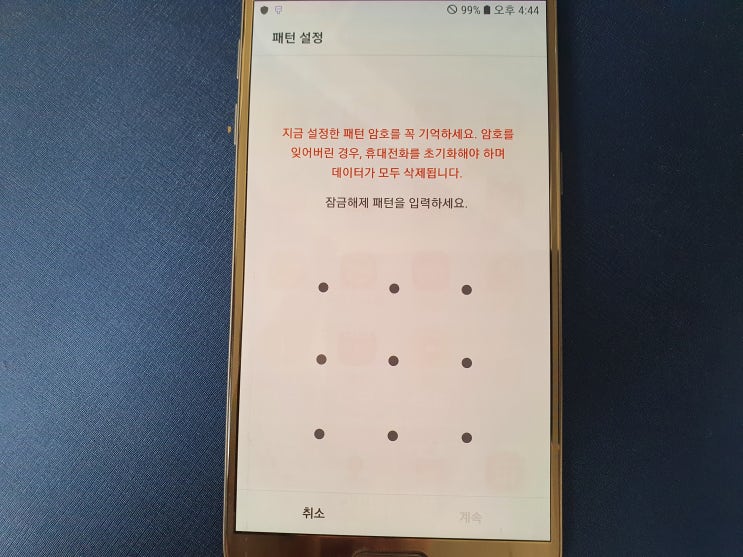 99% 오후 4:44
패턴 설정
지금 설정한 패턴 암호를 꼭 기억하세요. 암호를
잊어버린 경우, 휴대전화를 초기화해야 하며
데이터가 모두 삭제됩니다.
잠금해제 패턴을 입력하세요.
취소 계속